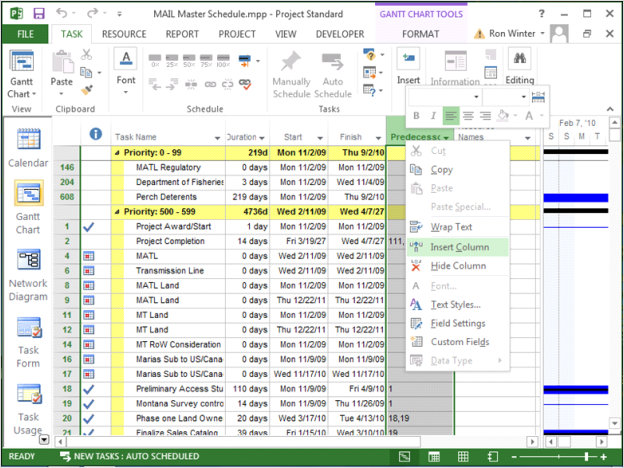 MAIL Master Schedule.mpp - Project Standard
GANTT CHART TOOLS
FILE TASK RESOURCE REPORT PROJECT VIEW DEVELOPER FORMAT Ron Winter
Gantt Chart
Paste
Font
0% 25% 50% 75% 100%
Manually Schedule
Auto Schedule
Insert
Information
Editing
View Clipboard Schedule Tasks
B I A
Task Name Duration Start Finish Predecessc Names
Feb 7, '10
S S M T W
Priority: 0 - 99 219d Mon 11/2/09 Thu 9/2/10
146 MATL Regulatory 0 days Mon 11/2/09 Mon 11/2/09
204 Department of Fisheries 3 days Mon 11/2/09 Wed 11/4/09
608 Perch Deterents 219 days Mon 11/2/09 Thu 9/2/10
Priority: 500 - 599 4736d Wed 2/11/09 Wed 4/7/27
1 Project Award/Start 1 day Mon 11/2/09 Mon 11/2/09
2 Project Completion 14 days Fri 3/19/27 Wed 4/7/27 111,
4 MATL 0 days Wed 2/11/09 Wed 2/11/09
6 Transmission Line 0 days Wed 2/11/09 Wed 2/11/09
8 MATL Land 0 days Wed 2/11/09 Wed 2/11/09
9 MATL Land 0 days Thu 12/22/11 Thu 12/22/11
11 MT Land 0 days Mon 11/2/09 Mon 11/2/09
12 MT Land 0 days Thu 12/22/11 Thu 12/22/11
14 MT RoW Consideration 0 days Mon 11/2/09 Mon 11/2/09
16 Marias Sub to US/Cana 0 days Mon 11/9/09 Mon 11/9/09
17 Marias Sub to US/Cana 0 days Wed 11/17/10 Wed 11/17/10
18 Preliminary Access Stu 110 days Mon 11/9/09 Fri 4/9/10 1
19 Montana Survey contro 14 days Mon 11/9/09 Thu 11/26/09 1
20 Phase one Land Owne 20 days Wed 3/17/10 Tue 4/13/10 18,19
21 Finalize Sales Catalog 39 days Fri 1/15/10 Wed 3/10/10 19
Calendar
Gantt Chart
Network Diagram
Task Form
Task Usage
Cut
Copy
Paste
Paste Special...
Wrap Text
Insert Column
Hide Column
Font...
Text Styles...
Field Settings
Custom Fields
Data Type
READY NEW TASKS : AUTO SCHEDULED